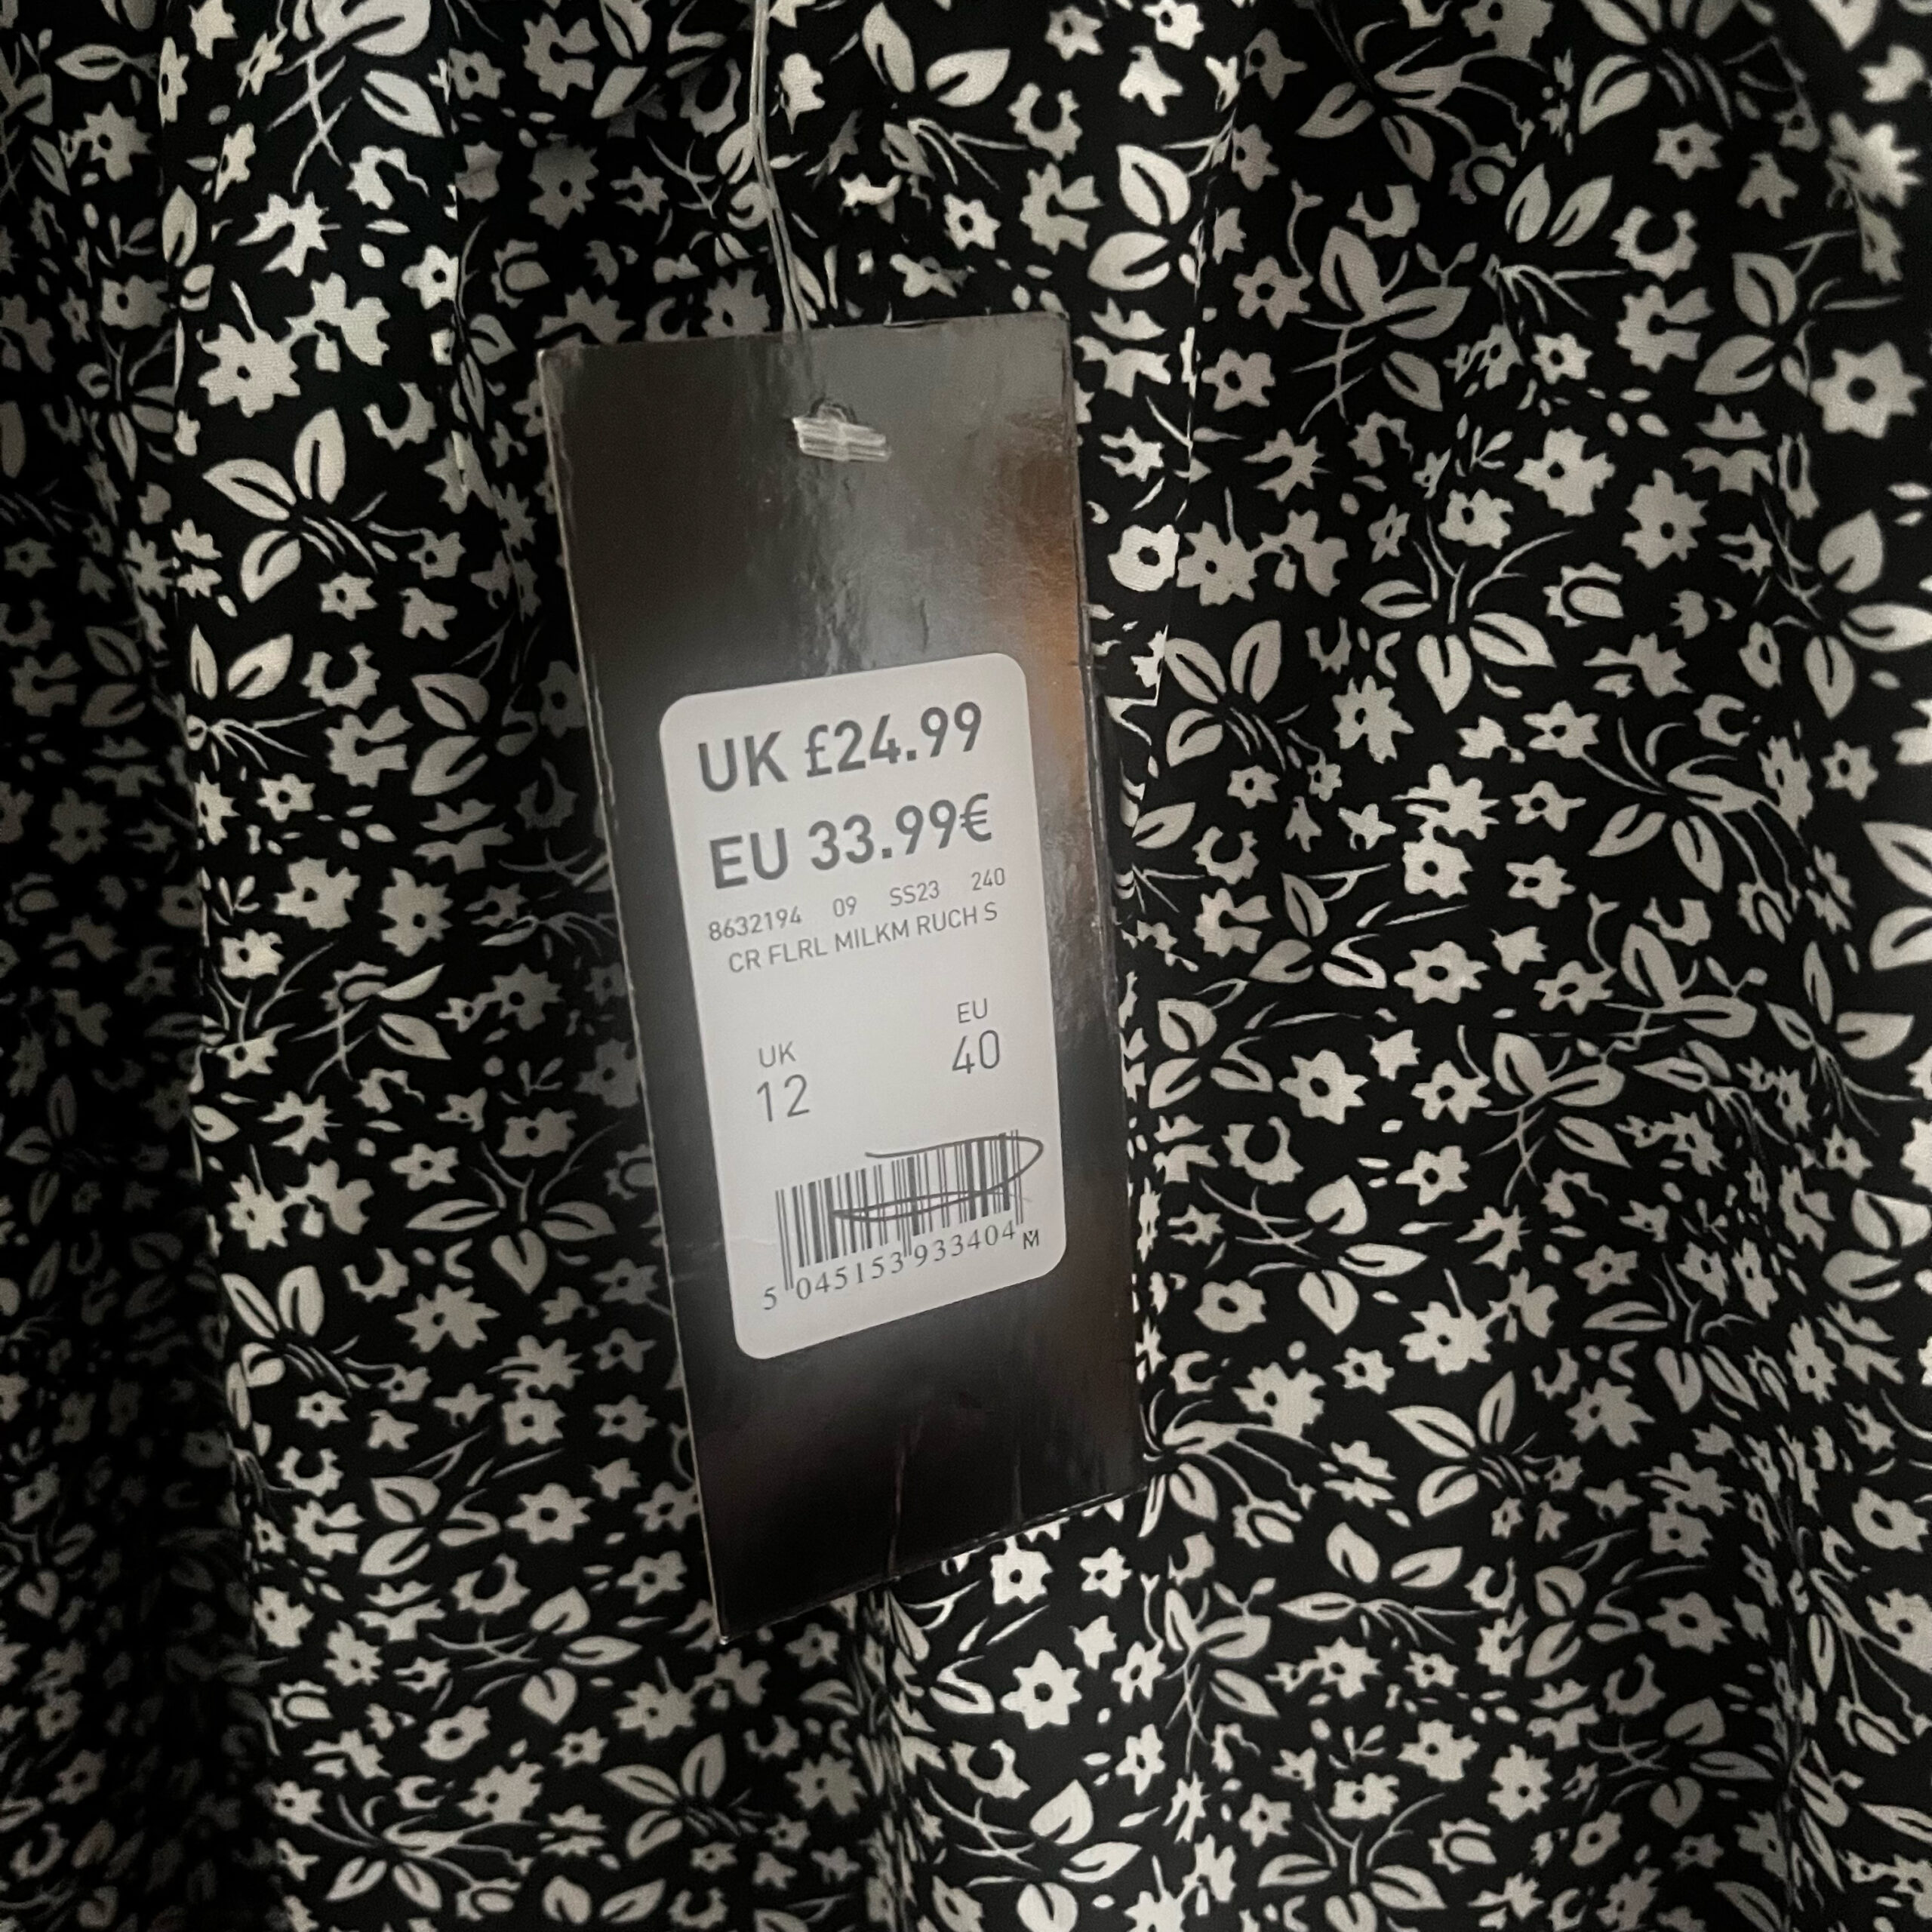 UK £24.99
EU 33.99€
8632194 09 SS23 240
CR FLRL MILKM RUCH S
UK EU
12 40
5 045153 933404